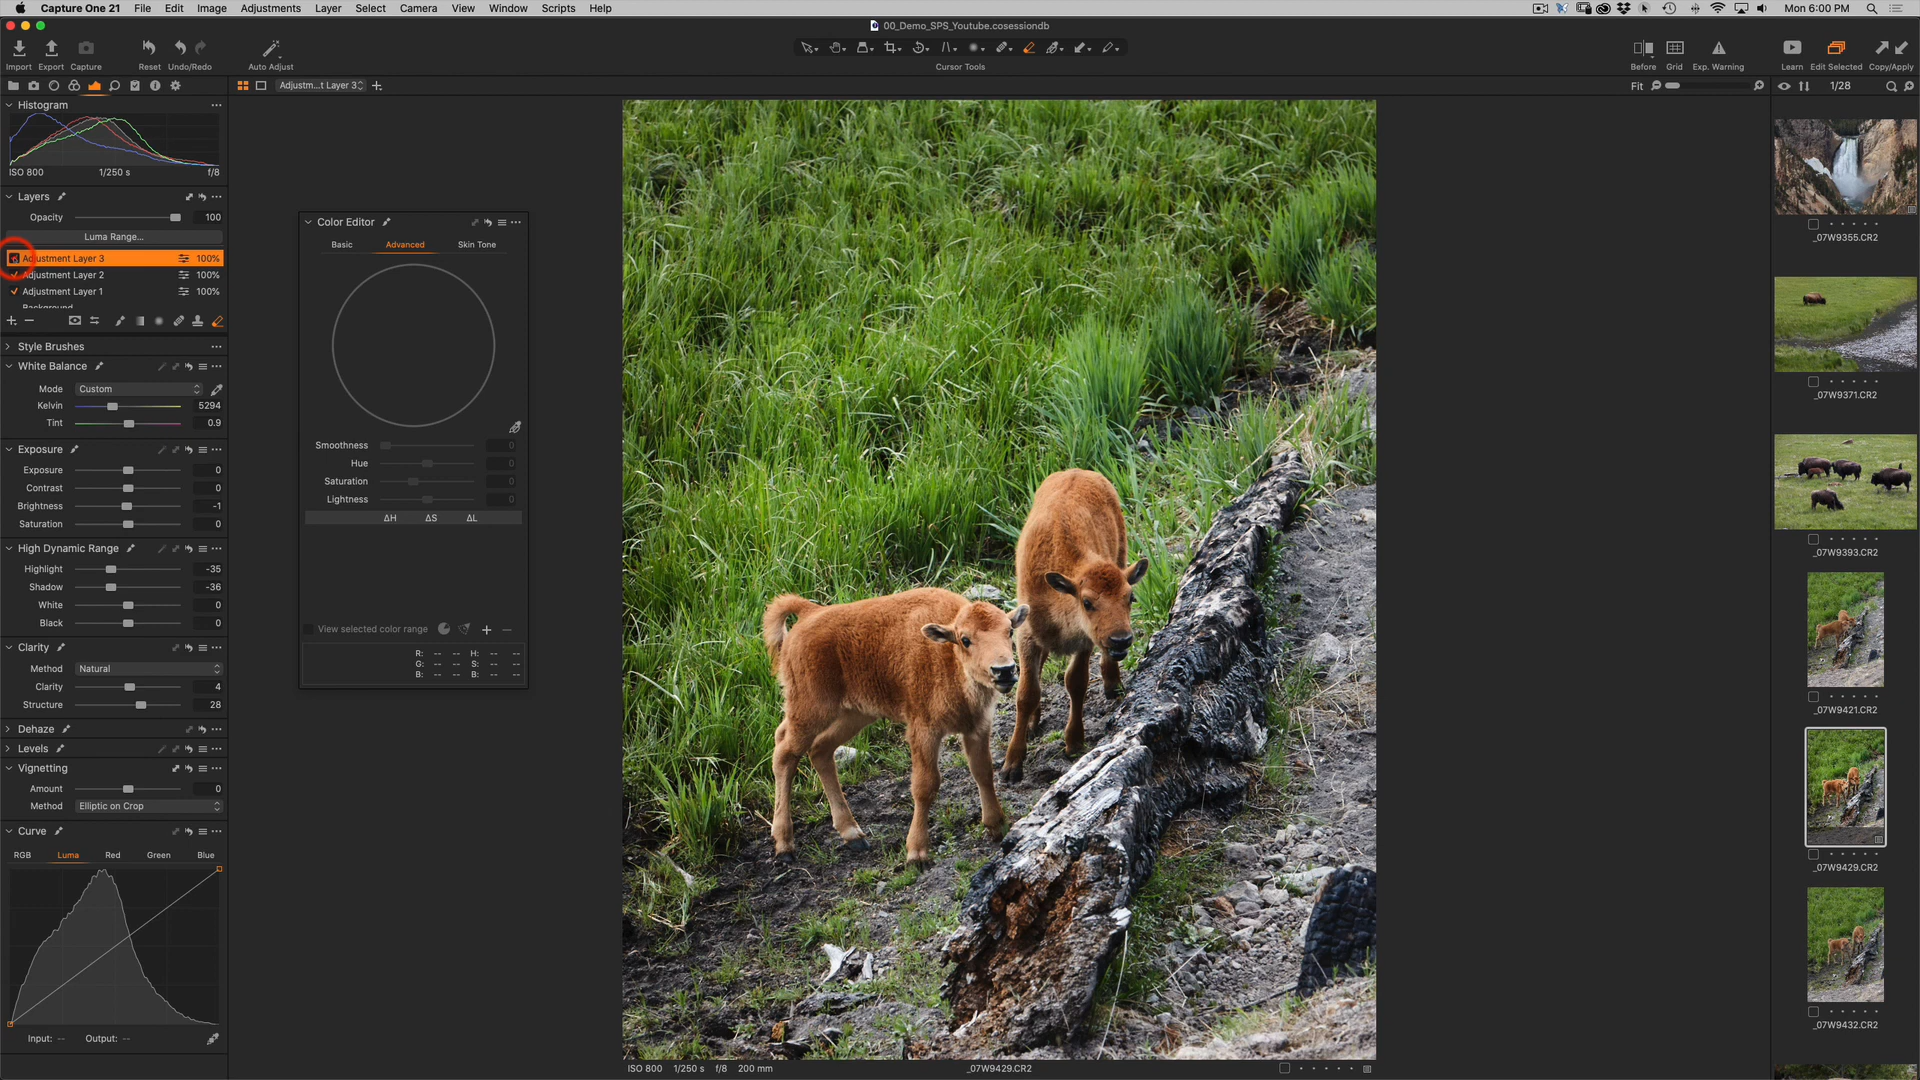 Capture One 21 File Edit Image Adjustments Layer Select Camera View Window Scripts Help Mon 6:00 PM
00_Demo_SPS_Youtube.cosessiondb
Import Export Capture Reset Undo/Redo Auto Adjust Cursor Tools Before Grid Exp. Warning Learn Edit Selected Copy/Apply
Adjustm...t Layer 3 Fit 1/28
Histogram
ISO 800 1/250 s f/8
Layers
Opacity 100
Luma Range...
Adjustment Layer 3 100%
Adjustment Layer 2 100%
Adjustment Layer 1 100%
Background
Style Brushes
White Balance
Mode Custom
Kelvin 5294
Tint 0.9
Exposure
Exposure 0
Contrast 0
Brightness -1
Saturation 0
High Dynamic Range
Highlight -35
Shadow -36
White 0
Black 0
Clarity
Method Natural
Clarity 4
Structure 28
Dehaze
Levels
Vignetting
Amount 0
Method Elliptic on Crop
Curve
RGB Luma Red Green Blue
Input: -- Output: --
Color Editor
Basic Advanced Skin Tone
Smoothness 0
Hue 0
Saturation 0
Lightness 0
ΔH ΔS ΔL
View selected color range
R: -- -- H: -- --
G: -- -- S: -- --
B: -- -- B: -- --
ISO 800 1/250 s f/8 200 mm _07W9429.CR2
_07W9355.CR2
_07W9371.CR2
_07W9393.CR2
_07W9421.CR2
_07W9429.CR2
_07W9432.CR2